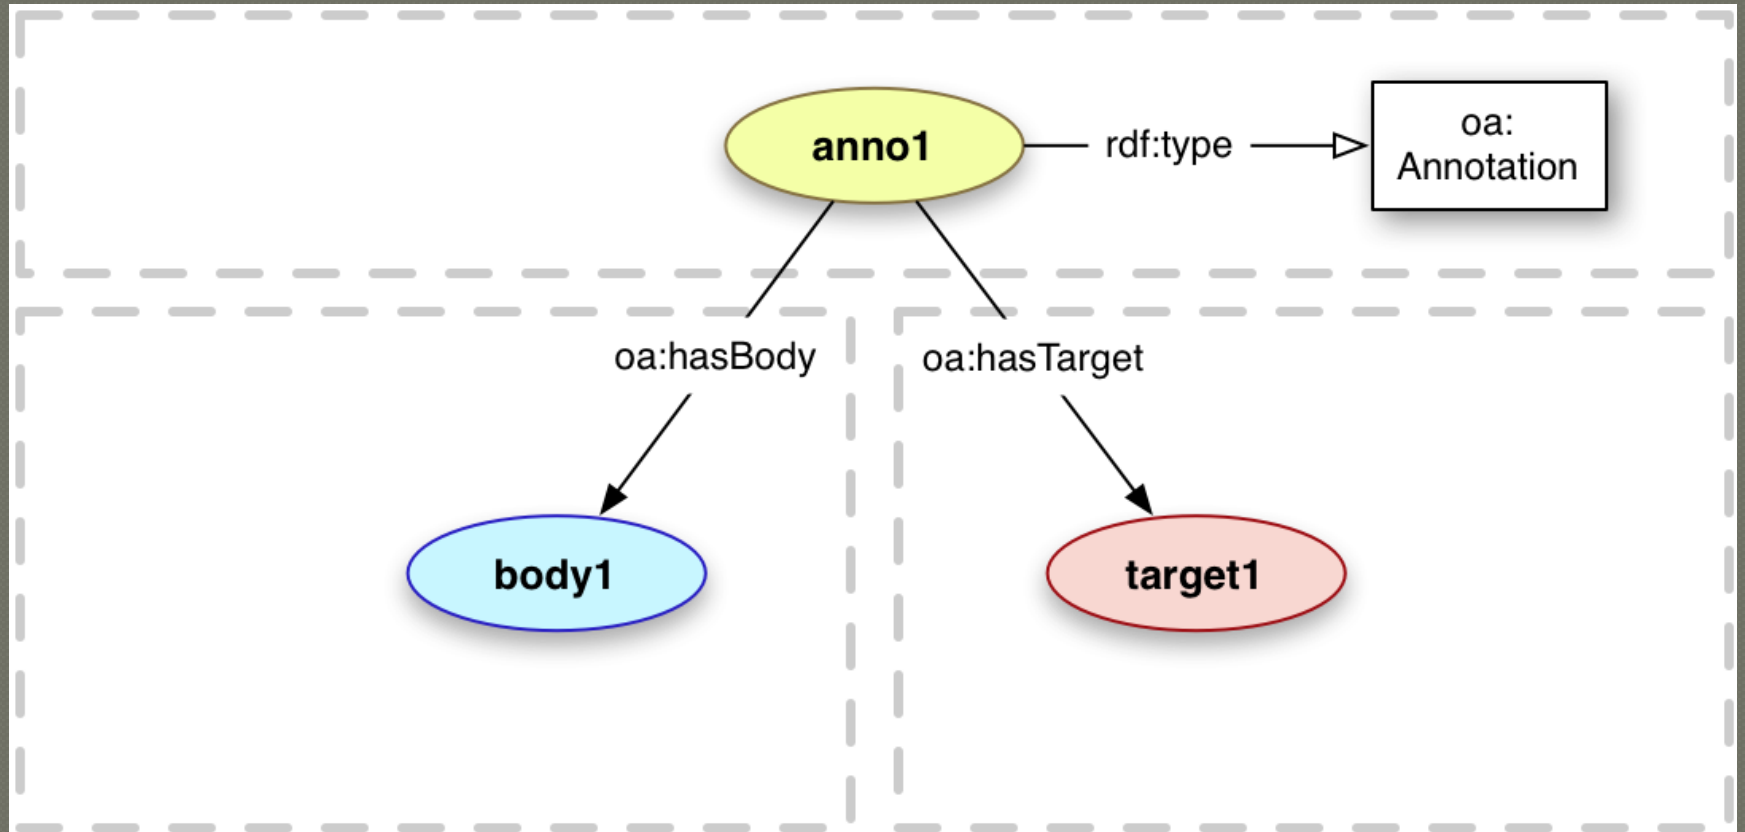 anno1
rdf:type
oa:
Annotation
oa:hasBody
oa:hasTarget
body1
target1